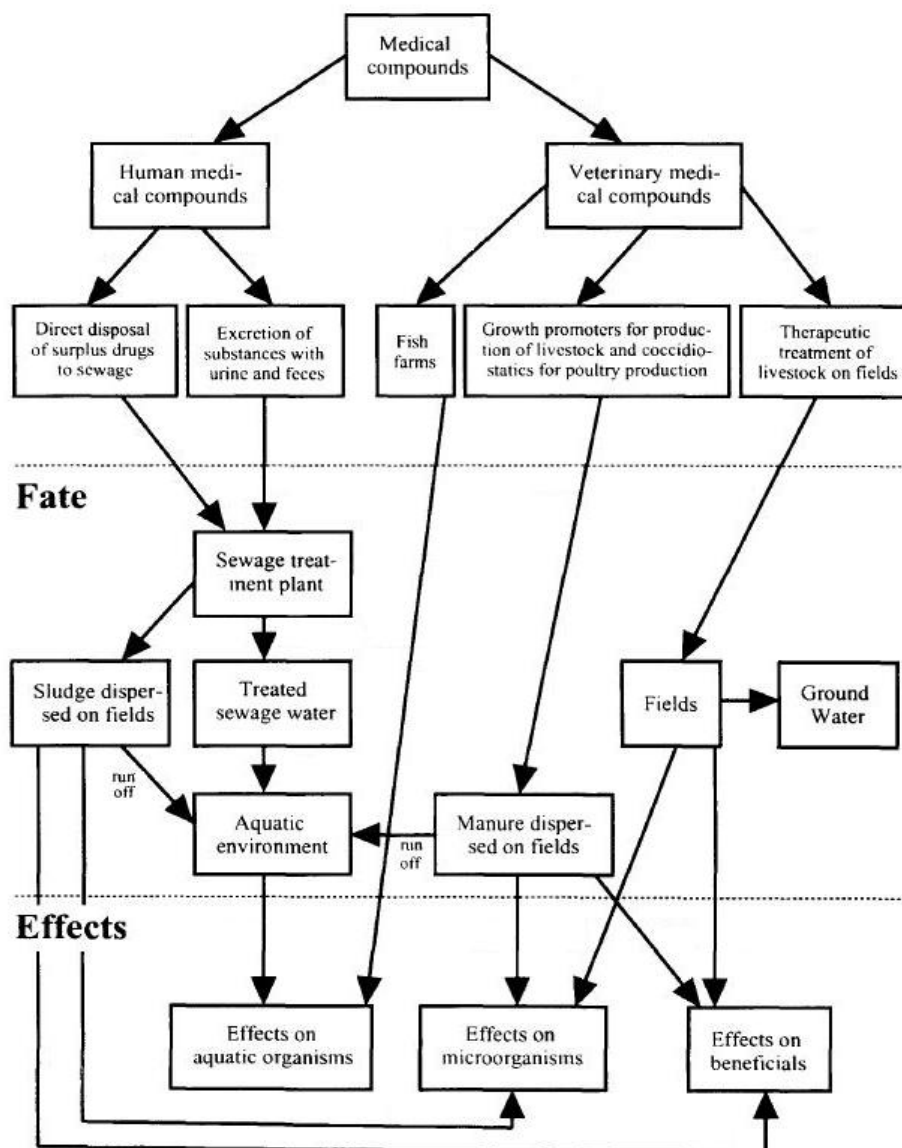 Medical
compounds
Human medi-
cal compounds
Veterinary medi-
cal compounds
Direct disposal
of surplus drugs
to sewage
Excretion of
substances with
urine and feces
Fish
farms
Growth promoters for produc-
tion of livestock and coccidio-
statics for poultry production
Therapeutic
treatment of
livestock on fields
Fate
Sewage treat-
ment plant
Sludge disper-
sed on fields
Treated
sewage water
Fields
Ground
Water
run
off
Aquatic
environment
run
off
Manure disper-
sed on fields
Effects
Effects on
aquatic organisms
Effects on
microorganisms
Effects on
beneficials